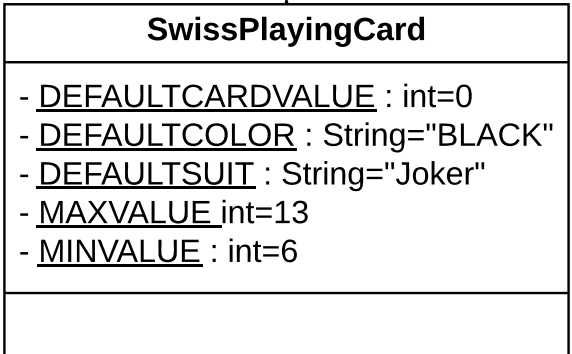 SwissPlayingCard
- DEFAULTCARDVALUE : int=0
- DEFAULTCOLOR : String="BLACK"
- DEFAULTSUIT : String="Joker"
- MAXVALUE int=13
- MINVALUE : int=6